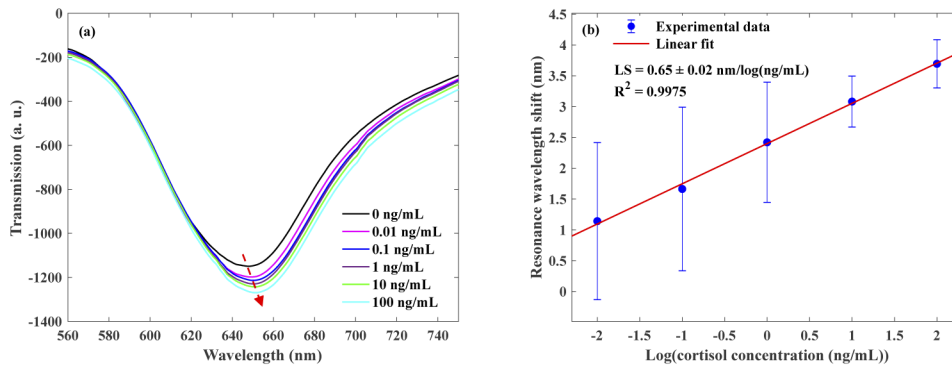 (a)
-200
-400
-600
-800
-1000
-1200
-1400
560
580
600
620
640
660
680
700
720
740
Transmission (a. u.)
Wavelength (nm)
0 ng/mL
0.01 ng/mL
0.1 ng/mL
1 ng/mL
10 ng/mL
100 ng/mL
(b)
Experimental data
Linear fit
LS = 0.65 ± 0.02 nm/log(ng/mL)
R² = 0.9975
4.5
4
3.5
3
2.5
2
1.5
1
0.5
0
-2
-1.5
-1
-0.5
0
0.5
1
1.5
2
Resonance wavelength shift (nm)
Log(cortisol concentration (ng/mL))